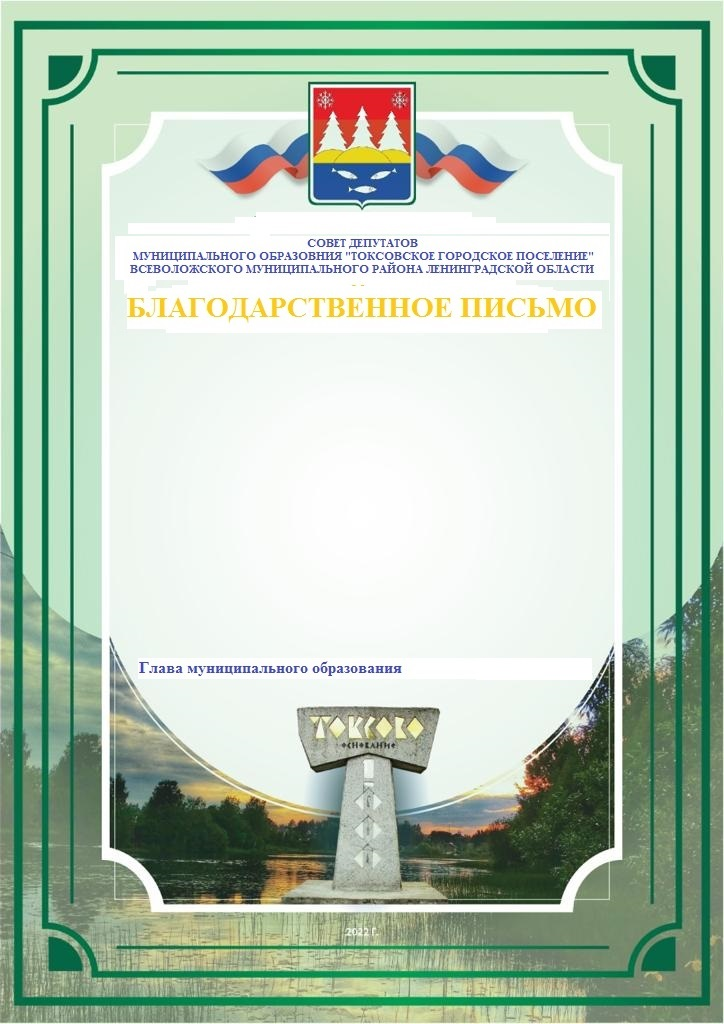 СОВЕТ ДЕПУТАТОВ
МУНИЦИПАЛЬНОГО ОБРАЗОВНИЯ "ТОКСОВСКОЕ ГОРОДСКОЕ ПОСЕЛЕНИЕ"
ВСЕВОЛОЖСКОГО МУНИЦИПАЛЬНОГО РАЙОНА ЛЕНИНГРАДСКОЙ ОБЛАСТИ
БЛАГОДАРСТВЕННОЕ ПИСЬМО
Глава муниципального образования
ТОКСОВО
ОСНОВАНИЕ
2022 Г.